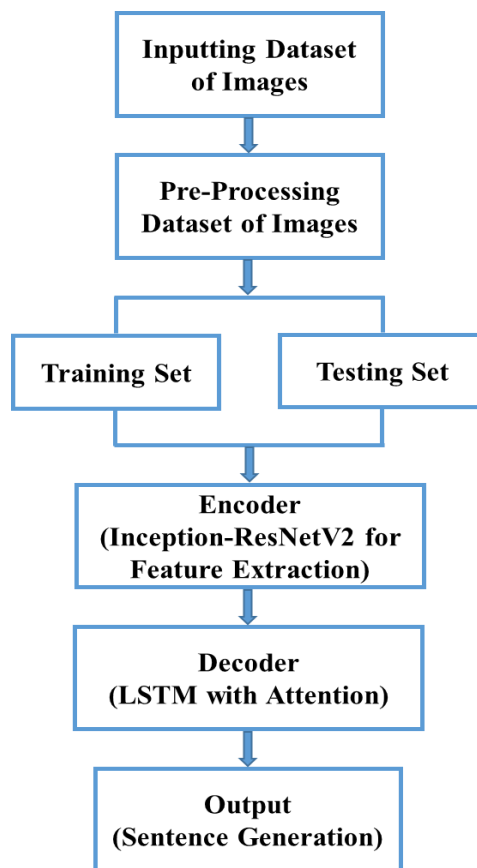 Inputting Dataset
of Images
Pre-Processing
Dataset of Images
Training Set
Testing Set
Encoder
(Inception-ResNetV2 for
Feature Extraction)
Decoder
(LSTM with Attention)
Output
(Sentence Generation)